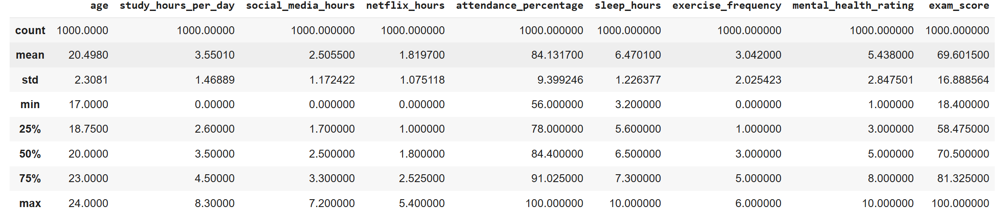 age study_hours_per_day social_media_hours netflix_hours attendance_percentage sleep_hours exercise_frequency mental_health_rating exam_score
count 1000.0000 1000.00000 1000.000000 1000.000000 1000.000000 1000.000000 1000.000000 1000.000000 1000.000000
mean 20.4980 3.55010 2.505500 1.819700 84.131700 6.470100 3.042000 5.438000 69.601500
std 2.3081 1.46889 1.172422 1.075118 9.399246 1.226377 2.025423 2.847501 16.888564
min 17.0000 0.00000 0.000000 0.000000 56.000000 3.200000 0.000000 1.000000 18.400000
25% 18.7500 2.60000 1.700000 1.000000 78.000000 5.600000 1.000000 3.000000 58.475000
50% 20.0000 3.50000 2.500000 1.800000 84.400000 6.500000 3.000000 5.000000 70.500000
75% 23.0000 4.50000 3.300000 2.525000 91.025000 7.300000 5.000000 8.000000 81.325000
max 24.0000 8.30000 7.200000 5.400000 100.000000 10.000000 6.000000 10.000000 100.000000